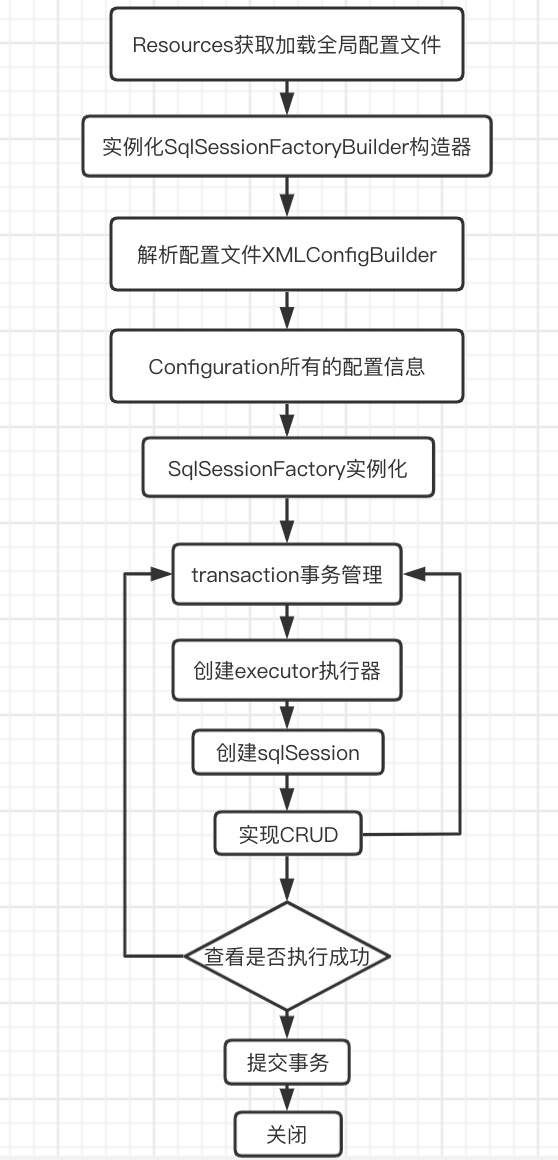 Resources获取加载全局配置文件
实例化SqlSessionFactoryBuilder构造器
解析配置文件XMLConfigBuilder
Configuration所有的配置信息
SqlSessionFactory实例化
transaction事务管理
创建executor执行器
创建sqlSession
实现CRUD
查看是否执行成功
提交事务
关闭